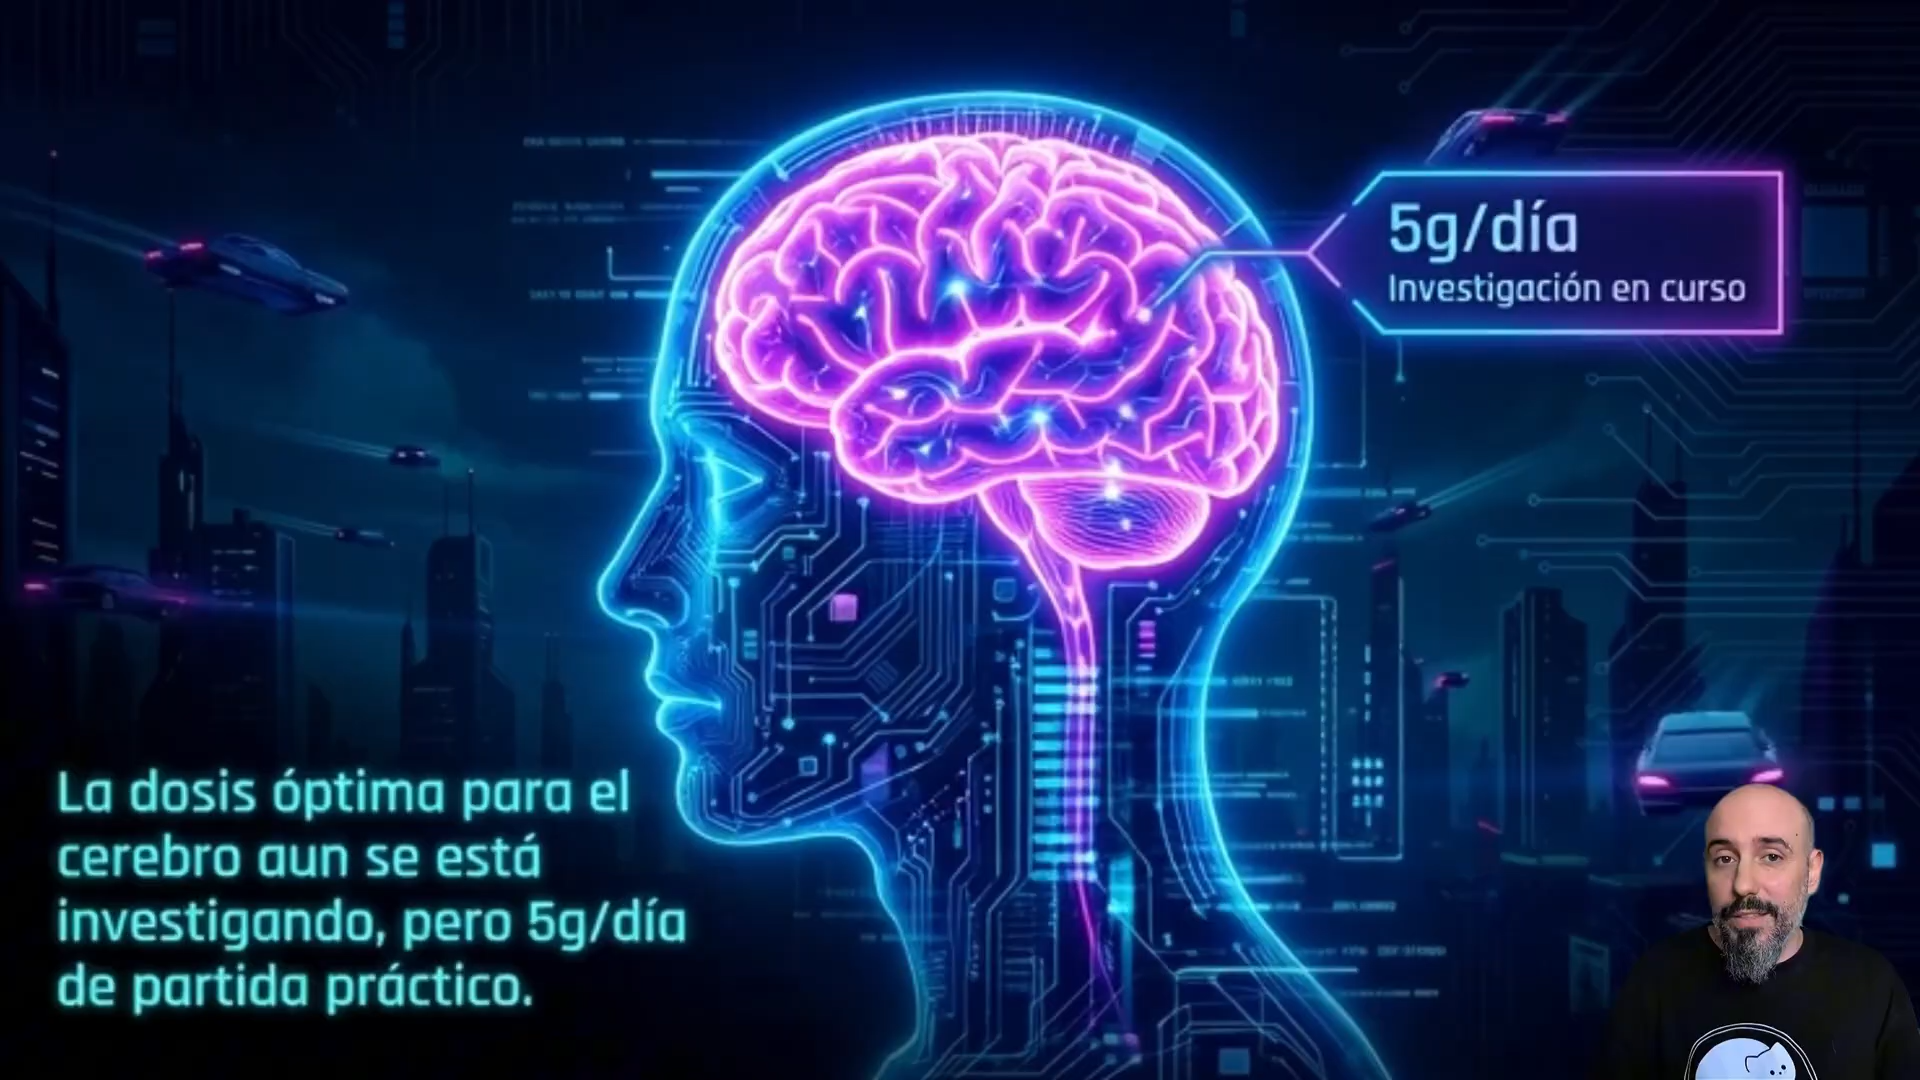 5g/día
Investigación en curso
La dosis óptima para el
cerebro aun se está
investigando, pero 5g/día
de partida práctico.